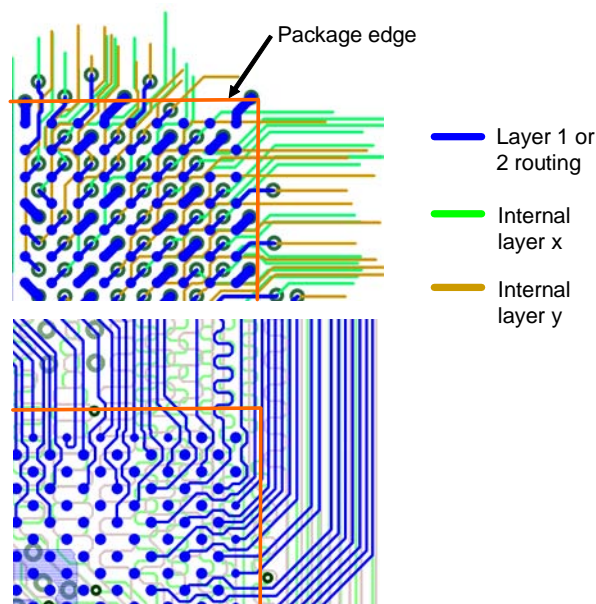 Package edge
Layer 1 or
2 routing
Internal
layer x
Internal
layer y